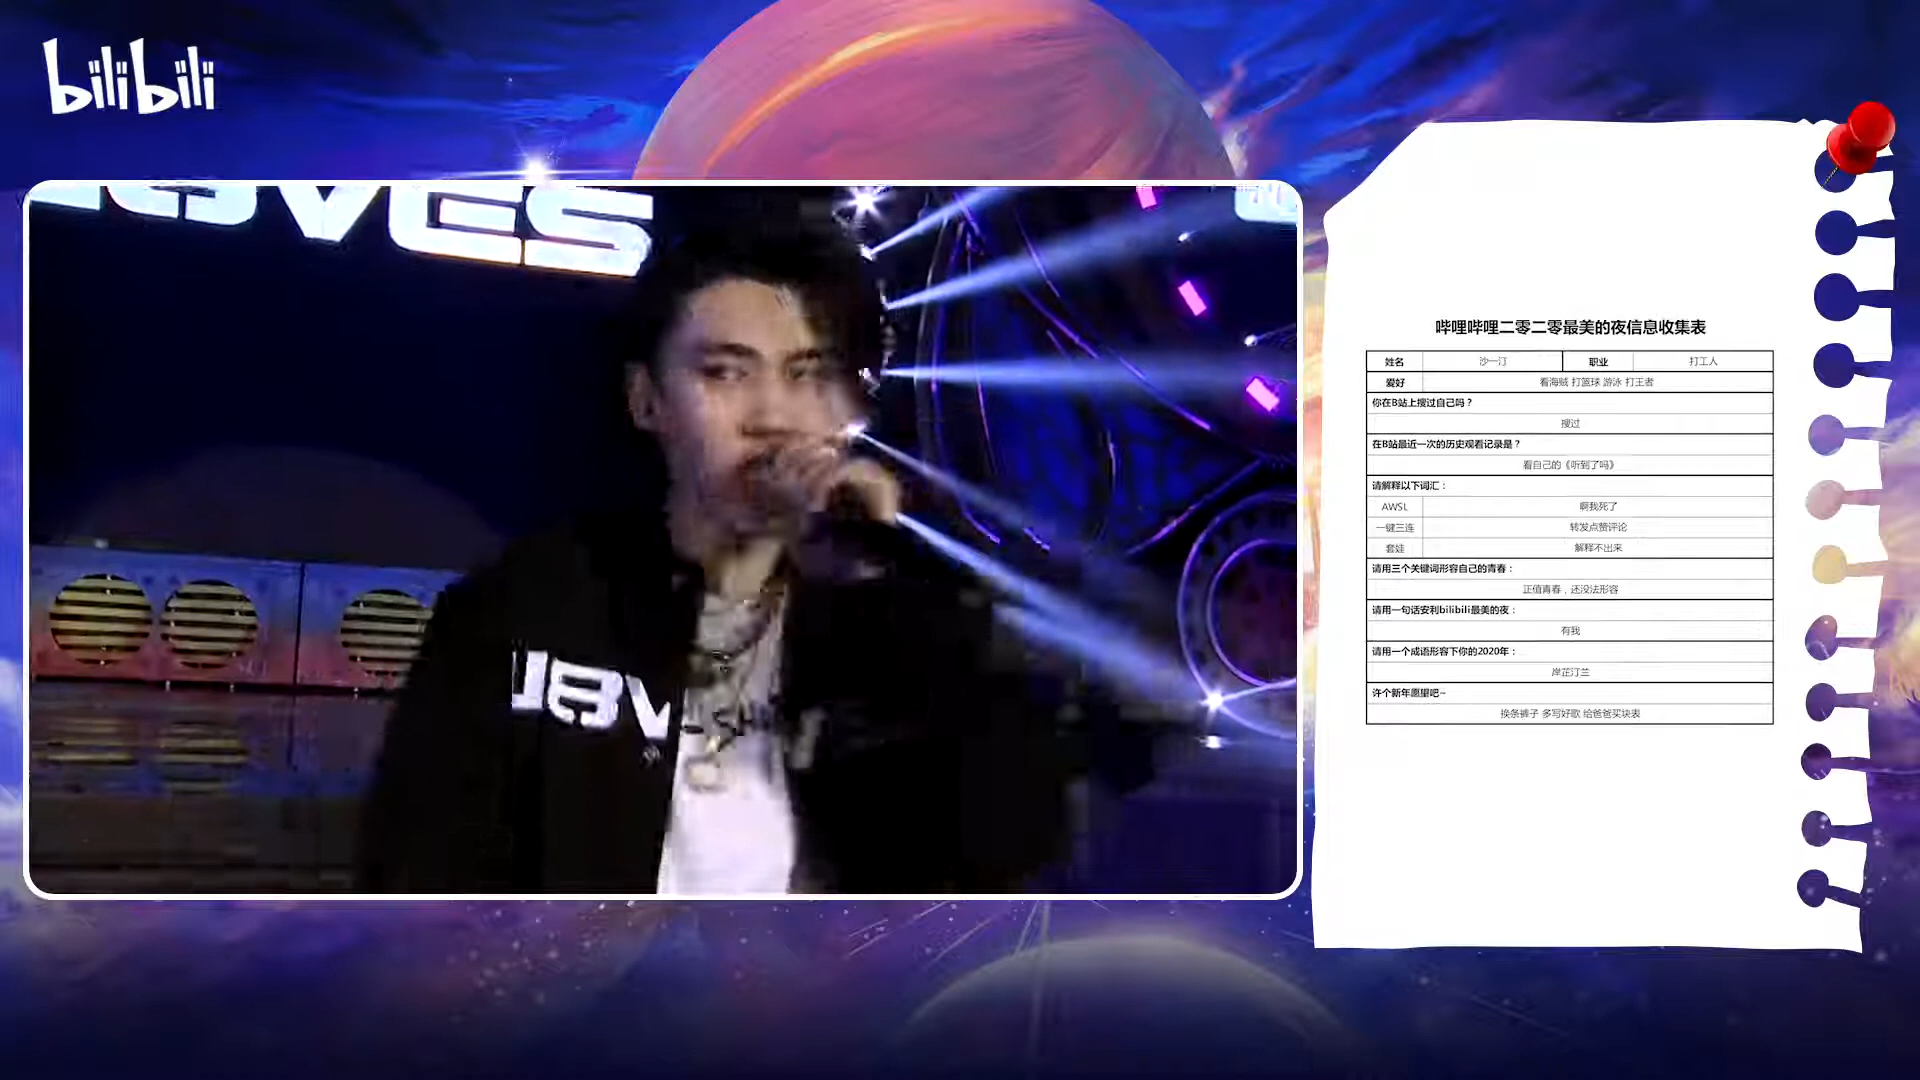 bilibili
哔哩哔哩二零二零最美的夜信息收集表
姓名 沙一汀 职业 打工人
爱好 看海贼 打篮球 游泳 打王者
你在B站上搜过自己吗？
搜过
在B站最近一次的历史观看记录是？
看自己的《听到了吗》
请解释以下词汇：
AWSL 啊我死了
一键三连 转发点赞评论
套娃 解释不出来
请用三个关键词形容自己的青春：
正值青春，还没法形容
请用一句话安利bilibili最美的夜：
有我
请用一个成语形容下你的2020年：
岸芷汀兰
许个新年愿望吧~
换条裤子 多写好歌 给爸爸买块表